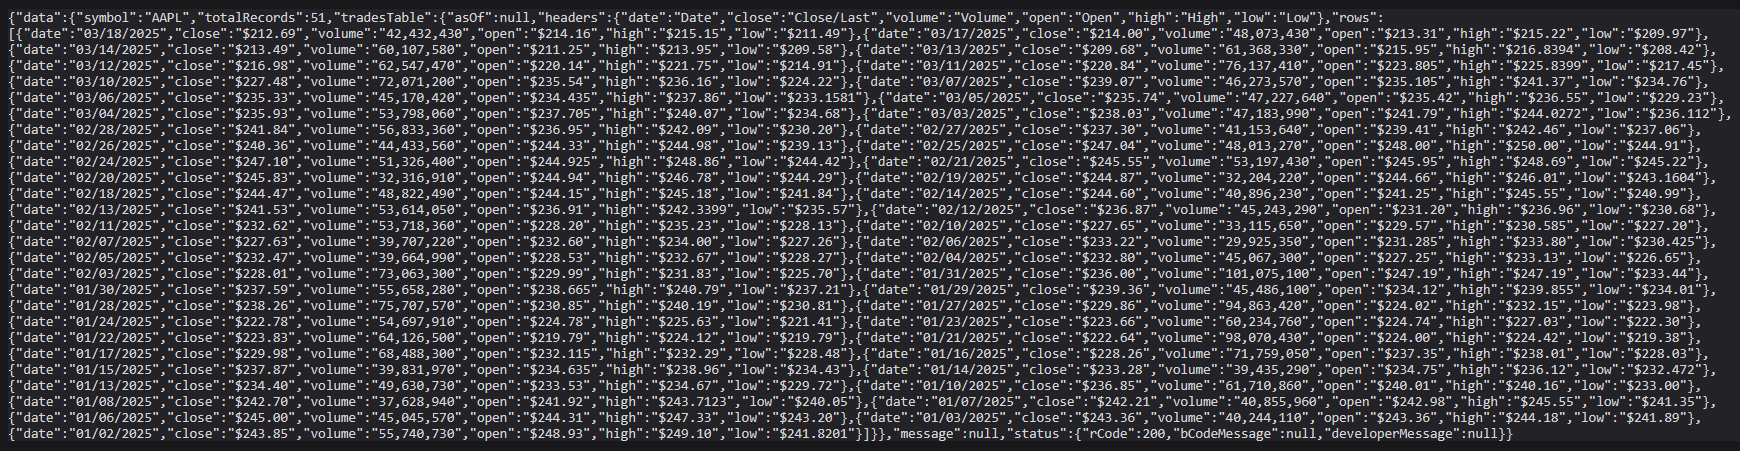 {"data":{"symbol":"AAPL","totalRecords":51,"tradesTable":{"asOf":null,"headers":{"date":"Date","close":"Close/Last","volume":"Volume","open":"Open","high":"High","low":"Low"},"rows":
[{"date":"03/18/2025","close":"$212.69","volume":"42,432,430","open":"$214.16","high":"$215.15","low":"$211.49"},{"date":"03/17/2025","close":"$214.00","volume":"48,073,430","open":"$213.31","high":"$215.22","low":"$209.97"},
{"date":"03/14/2025","close":"$213.49","volume":"60,107,580","open":"$211.25","high":"$213.95","low":"$209.58"},{"date":"03/13/2025","close":"$209.68","volume":"61,368,330","open":"$215.95","high":"$216.8394","low":"$208.42"},
{"date":"03/12/2025","close":"$216.98","volume":"62,547,470","open":"$220.14","high":"$221.75","low":"$214.91"},{"date":"03/11/2025","close":"$220.84","volume":"76,137,410","open":"$223.805","high":"$225.8399","low":"$217.45"},
{"date":"03/10/2025","close":"$227.48","volume":"72,071,200","open":"$235.54","high":"$236.16","low":"$224.22"},{"date":"03/07/2025","close":"$239.07","volume":"46,273,570","open":"$235.105","high":"$241.37","low":"$234.76"},
{"date":"03/06/2025","close":"$235.33","volume":"45,170,420","open":"$234.435","high":"$237.86","low":"$233.1581"},{"date":"03/05/2025","close":"$235.74","volume":"47,227,640","open":"$235.42","high":"$236.55","low":"$229.23"},
{"date":"03/04/2025","close":"$235.93","volume":"53,798,060","open":"$237.705","high":"$240.07","low":"$234.68"},{"date":"03/03/2025","close":"$238.03","volume":"47,183,990","open":"$241.79","high":"$244.0272","low":"$236.112"},
{"date":"02/28/2025","close":"$241.84","volume":"56,833,360","open":"$236.95","high":"$242.09","low":"$230.20"},{"date":"02/27/2025","close":"$237.30","volume":"41,153,640","open":"$239.41","high":"$242.46","low":"$237.06"},
{"date":"02/26/2025","close":"$240.36","volume":"44,433,560","open":"$244.33","high":"$244.98","low":"$239.13"},{"date":"02/25/2025","close":"$247.04","volume":"48,013,270","open":"$248.00","high":"$250.00","low":"$244.91"},
{"date":"02/24/2025","close":"$247.10","volume":"51,326,400","open":"$244.925","high":"$248.86","low":"$244.42"},{"date":"02/21/2025","close":"$245.55","volume":"53,197,430","open":"$245.95","high":"$248.69","low":"$245.22"},
{"date":"02/20/2025","close":"$245.83","volume":"32,316,910","open":"$244.94","high":"$246.78","low":"$244.29"},{"date":"02/19/2025","close":"$244.87","volume":"32,204,220","open":"$244.66","high":"$246.01","low":"$243.1604"},
{"date":"02/18/2025","close":"$244.47","volume":"48,822,490","open":"$244.15","high":"$245.18","low":"$241.84"},{"date":"02/14/2025","close":"$244.60","volume":"40,896,230","open":"$241.25","high":"$245.55","low":"$240.99"},
{"date":"02/13/2025","close":"$241.53","volume":"53,614,050","open":"$236.91","high":"$242.3399","low":"$235.57"},{"date":"02/12/2025","close":"$236.87","volume":"45,243,290","open":"$231.20","high":"$236.96","low":"$230.68"},
{"date":"02/11/2025","close":"$232.62","volume":"53,718,360","open":"$228.20","high":"$235.23","low":"$228.13"},{"date":"02/10/2025","close":"$227.65","volume":"33,115,650","open":"$229.57","high":"$230.585","low":"$227.20"},
{"date":"02/07/2025","close":"$227.63","volume":"39,707,220","open":"$232.60","high":"$234.00","low":"$227.26"},{"date":"02/06/2025","close":"$233.22","volume":"29,925,350","open":"$231.285","high":"$233.80","low":"$230.425"},
{"date":"02/05/2025","close":"$232.47","volume":"39,664,990","open":"$228.53","high":"$232.67","low":"$228.27"},{"date":"02/04/2025","close":"$232.80","volume":"45,067,300","open":"$227.25","high":"$233.13","low":"$226.65"},
{"date":"02/03/2025","close":"$228.01","volume":"73,063,300","open":"$229.99","high":"$231.83","low":"$225.70"},{"date":"01/31/2025","close":"$236.00","volume":"101,075,100","open":"$247.19","high":"$247.19","low":"$233.44"},
{"date":"01/30/2025","close":"$237.59","volume":"55,658,280","open":"$238.665","high":"$240.79","low":"$237.21"},{"date":"01/29/2025","close":"$239.36","volume":"45,486,100","open":"$234.12","high":"$239.855","low":"$234.01"},
{"date":"01/28/2025","close":"$238.26","volume":"75,707,570","open":"$230.85","high":"$240.19","low":"$230.81"},{"date":"01/27/2025","close":"$229.86","volume":"94,863,420","open":"$224.02","high":"$232.15","low":"$223.98"},
{"date":"01/24/2025","close":"$222.78","volume":"54,697,910","open":"$224.78","high":"$225.63","low":"$221.41"},{"date":"01/23/2025","close":"$223.66","volume":"60,234,760","open":"$224.74","high":"$227.03","low":"$222.30"},
{"date":"01/22/2025","close":"$223.83","volume":"64,126,500","open":"$219.79","high":"$224.12","low":"$219.79"},{"date":"01/21/2025","close":"$222.64","volume":"98,070,430","open":"$224.00","high":"$224.42","low":"$219.38"},
{"date":"01/17/2025","close":"$229.98","volume":"68,488,300","open":"$232.115","high":"$232.29","low":"$228.48"},{"date":"01/16/2025","close":"$228.26","volume":"71,759,050","open":"$237.35","high":"$238.01","low":"$228.03"},
{"date":"01/15/2025","close":"$237.87","volume":"39,831,970","open":"$234.635","high":"$238.96","low":"$234.43"},{"date":"01/14/2025","close":"$233.28","volume":"39,435,290","open":"$234.75","high":"$236.12","low":"$232.472"},
{"date":"01/13/2025","close":"$234.40","volume":"49,630,730","open":"$233.53","high":"$234.67","low":"$229.72"},{"date":"01/10/2025","close":"$236.85","volume":"61,710,860","open":"$240.01","high":"$240.16","low":"$233.00"},
{"date":"01/08/2025","close":"$242.70","volume":"37,628,940","open":"$241.92","high":"$243.7123","low":"$240.05"},{"date":"01/07/2025","close":"$242.21","volume":"40,855,960","open":"$242.98","high":"$245.55","low":"$241.35"},
{"date":"01/06/2025","close":"$245.00","volume":"45,045,570","open":"$244.31","high":"$247.33","low":"$243.20"},{"date":"01/03/2025","close":"$243.36","volume":"40,244,110","open":"$243.36","high":"$244.18","low":"$241.89"},
{"date":"01/02/2025","close":"$243.85","volume":"55,740,730","open":"$248.93","high":"$249.10","low":"$241.8201"}]}},"message":null,"status":{"rCode":200,"bCodeMessage":null,"developerMessage":null}}